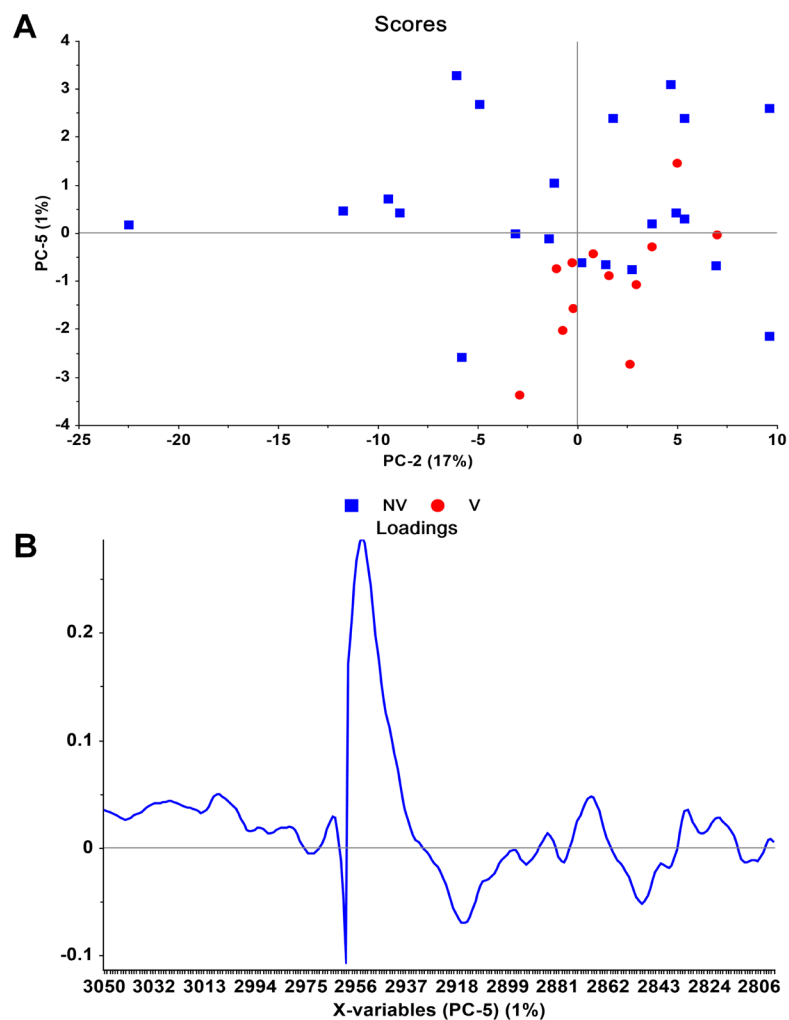 A
Scores
4
3
2
1
0
-1
-2
-3
-4
PC-5 (1%)
-25 -20 -15 -10 -5 0 5 10
PC-2 (17%)
NV V
B
Loadings
0.2
0.1
0
-0.1
3050 3032 3013 2994 2975 2956 2937 2918 2899 2881 2862 2843 2824 2806
X-variables (PC-5) (1%)